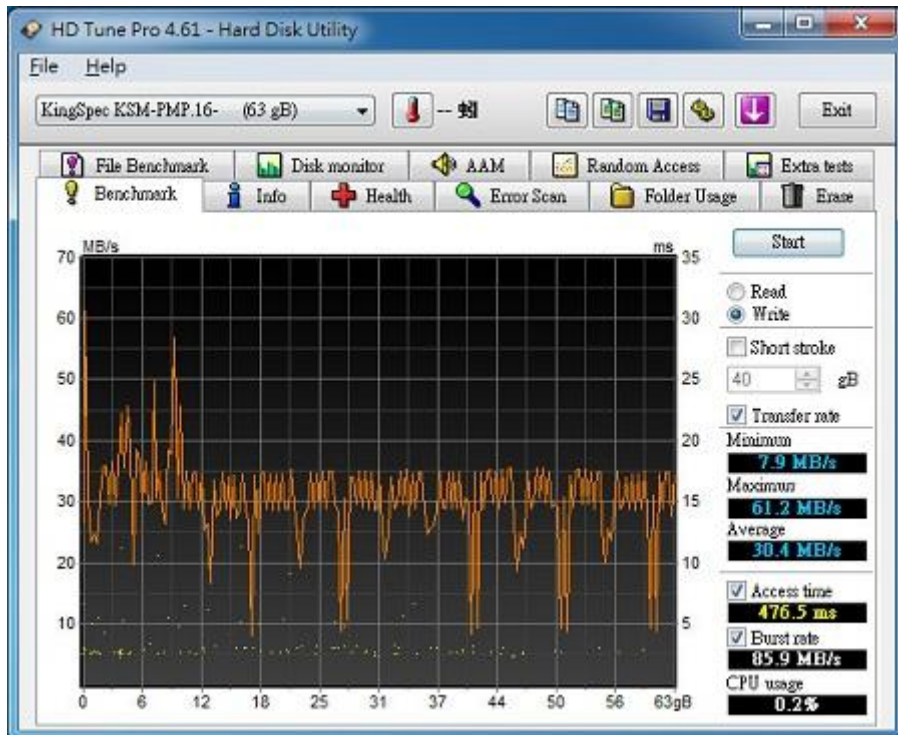 HD Tune Pro 4.61 - Hard Disk Utility
File Help
KingSpec KSM-PMP.16- (63 gB) -- 蚓 Exit
File Benchmark Disk monitor AAM Random Access Extra tests
Benchmark Info Health Error Scan Folder Usage Erase
MB/s ms
Start
70 35
60 30
50 25
40 20
30 15
20 10
10 5
0 6 12 18 25 31 37 44 50 56 63gB
Read
Write
Short stroke
40 gB
Transfer rate
Minimum
7.9 MB/s
Maximum
61.2 MB/s
Average
30.4 MB/s
Access time
476.5 ms
Burst rate
85.9 MB/s
CPU usage
0.2%